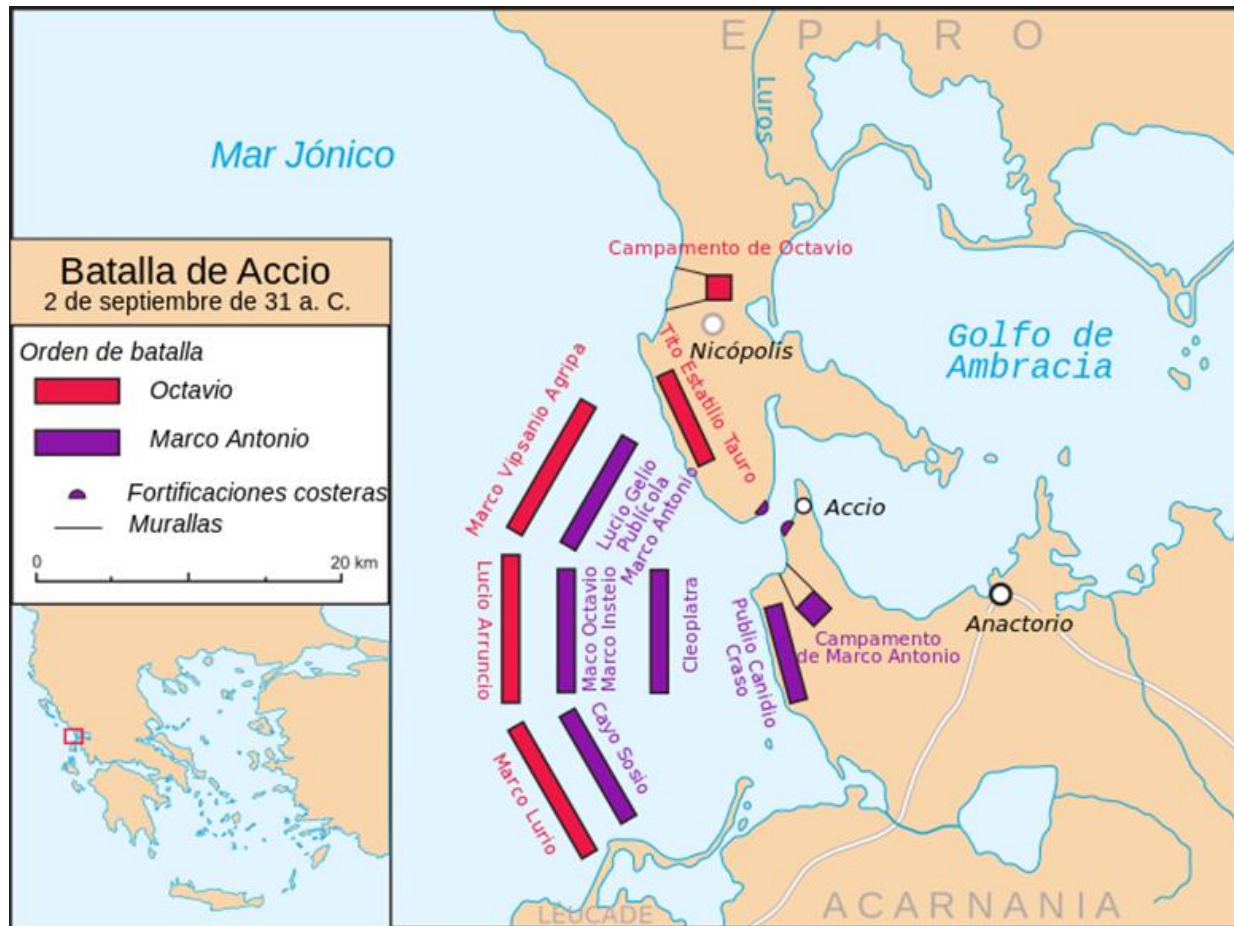 EPIRO
Luros
Mar Jónico
Campamento de Octavio
Batalla de Accio
2 de septiembre de 31 a. C.
Orden de batalla
Octavio
Marco Antonio
Fortificaciones costeras
Murallas
0 20 km
Golfo de
Ambracia
Nicópolis
Tito Estatilio Tauro
Marco Vipsanio Agripa
Lucio Gelio
Publícola
Marco Antonio
Accio
Lucio Arruncio
Maco Octavio
Marco Insteio
Cleoplatra
Publio Canidio
Craso
Campamento
de Marco Antonio
Anactorio
Cayo Sosio
Marco Lurio
LEUCADE
ACARNANIA